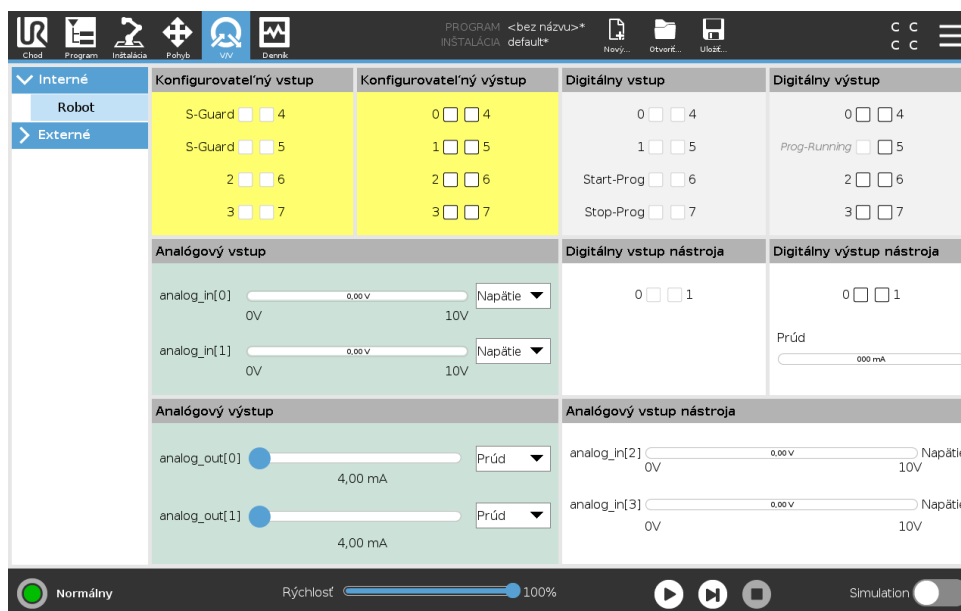 PROGRAM <bez názvu>*
INŠTALÁCIA default*
Chod Program Inštalácia Pohyb V/V Denník Nový... Otvoriť... Uložiť...
C C
C C
Interné
Robot
Externé
Konfigurovateľný vstup Konfigurovateľný výstup Digitálny vstup Digitálny výstup
S-Guard 4 0 4 0 4 0 4
S-Guard 5 1 5 1 5 Prog-Running 5
2 6 2 6 Start-Prog 6 2 6
3 7 3 7 Stop-Prog 7 3 7
Analógový vstup Digitálny vstup nástroja Digitálny výstup nástroja
analog_in[0] 0,00 V Napätie 0 1 0 1
0V 10V
Prúd
analog_in[1] 0,00 V Napätie 000 mA
0V 10V
Analógový výstup Analógový vstup nástroja
analog_out[0] Prúd analog_in[2] 0,00 V Napätie
4,00 mA 0V 10V
analog_out[1] Prúd analog_in[3] 0,00 V Napätie
4,00 mA 0V 10V
Normálny Rýchlosť 100% Simulation